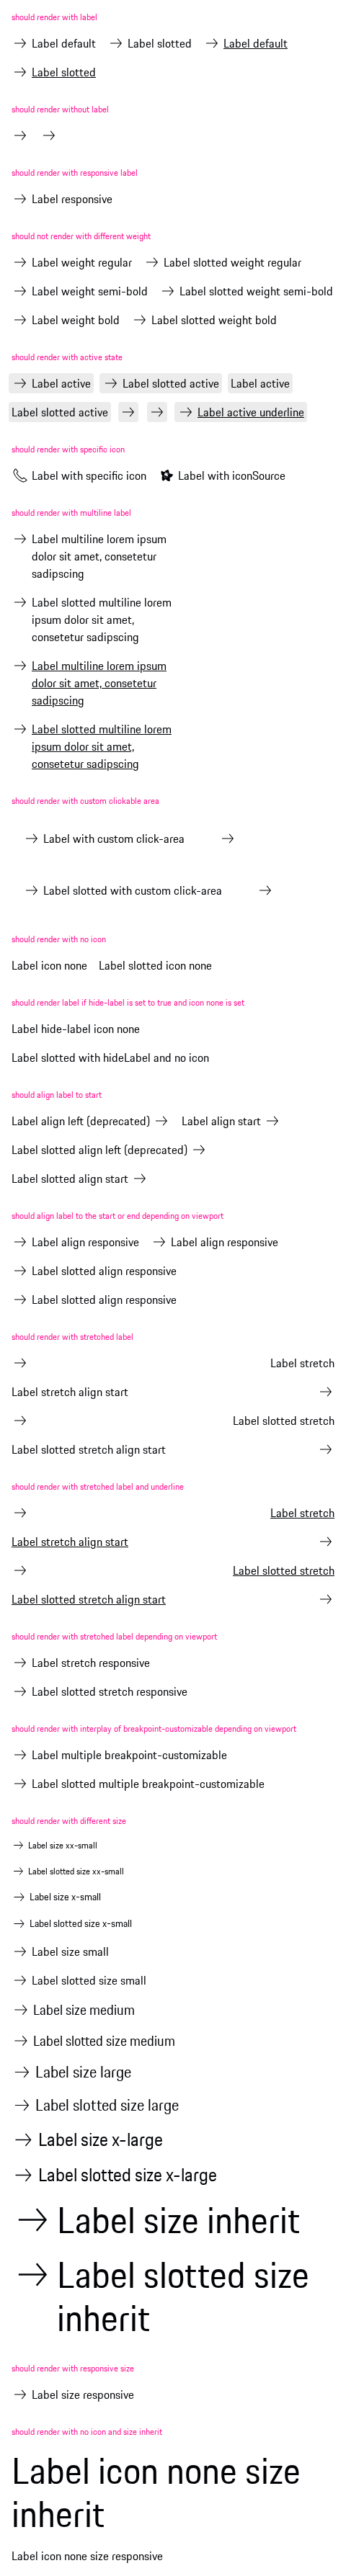 should render with label
Label default Label slotted Label default
Label slotted
should render without label
should render with responsive label
Label responsive
should not render with different weight
Label weight regular Label slotted weight regular
Label weight semi-bold Label slotted weight semi-bold
Label weight bold Label slotted weight bold
should render with active state
Label active Label slotted active Label active
Label slotted active Label active underline
should render with specific icon
Label with specific icon Label with iconSource
should render with multiline label
Label multiline lorem ipsum
dolor sit amet, consetetur
sadipscing
Label slotted multiline lorem
ipsum dolor sit amet,
consetetur sadipscing
Label multiline lorem ipsum
dolor sit amet, consetetur
sadipscing
Label slotted multiline lorem
ipsum dolor sit amet,
consetetur sadipscing
should render with custom clickable area
Label with custom click-area
Label slotted with custom click-area
should render with no icon
Label icon none Label slotted icon none
should render label if hide-label is set to true and icon none is set
Label hide-label icon none
Label slotted with hideLabel and no icon
should align label to start
Label align left (deprecated) Label align start
Label slotted align left (deprecated)
Label slotted align start
should align label to the start or end depending on viewport
Label align responsive Label align responsive
Label slotted align responsive
Label slotted align responsive
should render with stretched label
Label stretch
Label stretch align start
Label slotted stretch
Label slotted stretch align start
should render with stretched label and underline
Label stretch
Label stretch align start
Label slotted stretch
Label slotted stretch align start
should render with stretched label depending on viewport
Label stretch responsive
Label slotted stretch responsive
should render with interplay of breakpoint-customizable depending on viewport
Label multiple breakpoint-customizable
Label slotted multiple breakpoint-customizable
should render with different size
Label size xx-small
Label slotted size xx-small
Label size x-small
Label slotted size x-small
Label size small
Label slotted size small
Label size medium
Label slotted size medium
Label size large
Label slotted size large
Label size x-large
Label slotted size x-large
Label size inherit
Label slotted size
inherit
should render with responsive size
Label size responsive
should render with no icon and size inherit
Label icon none size
inherit
Label icon none size responsive